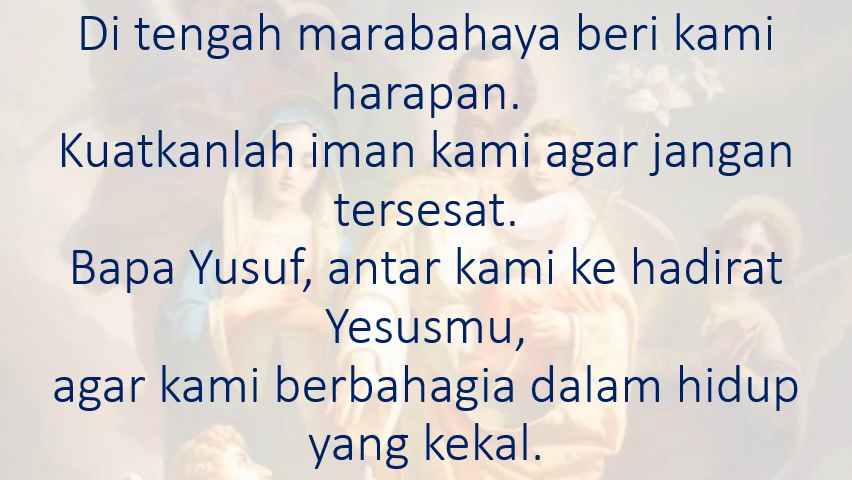 Di tengah marabahaya beri kami
harapan.
Kuatkanlah iman kami agar jangan
tersesat.
Bapa Yusuf, antar kami ke hadirat
Yesusmu,
agar kami berbahagia dalam hidup
yang kekal.